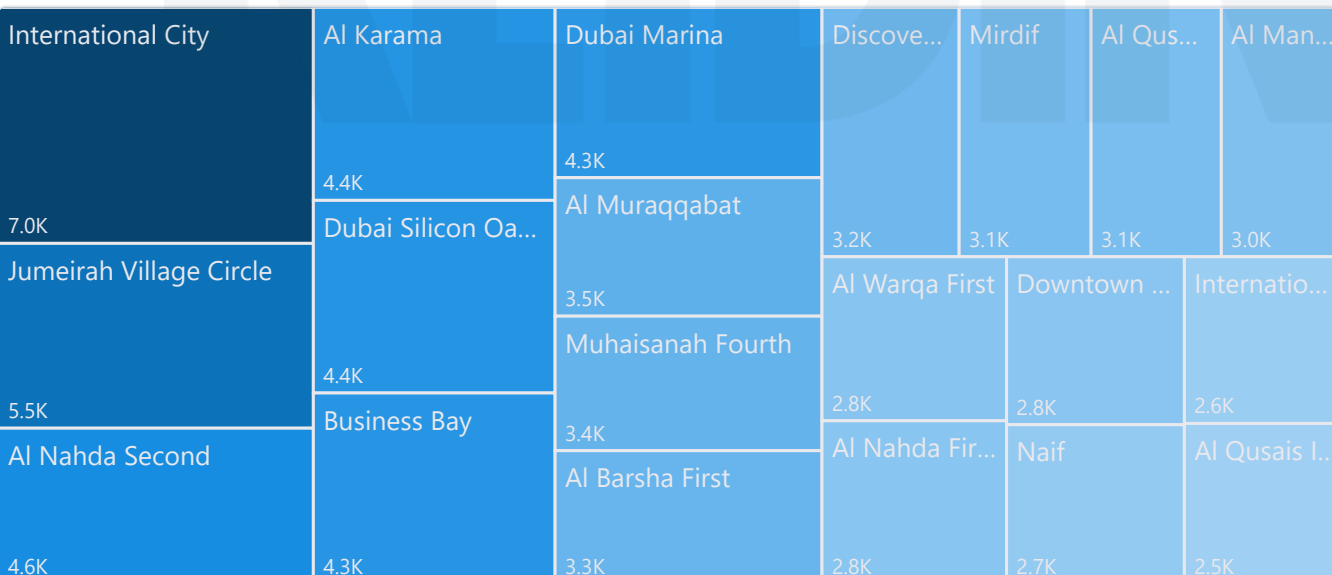 International City
7.0K
Jumeirah Village Circle
5.5K
Al Nahda Second
4.6K
Al Karama
4.4K
Dubai Silicon Oa...
4.4K
Business Bay
4.3K
Dubai Marina
4.3K
Al Muraqqabat
3.5K
Muhaisanah Fourth
3.4K
Al Barsha First
3.3K
Discove...
3.2K
Mirdif
3.1K
Al Qus...
3.1K
Al Man...
3.0K
Al Warqa First
2.8K
Downtown ...
2.8K
Internatio...
2.6K
Al Nahda Fir...
2.8K
Naif
2.7K
Al Qusais I...
2.5K